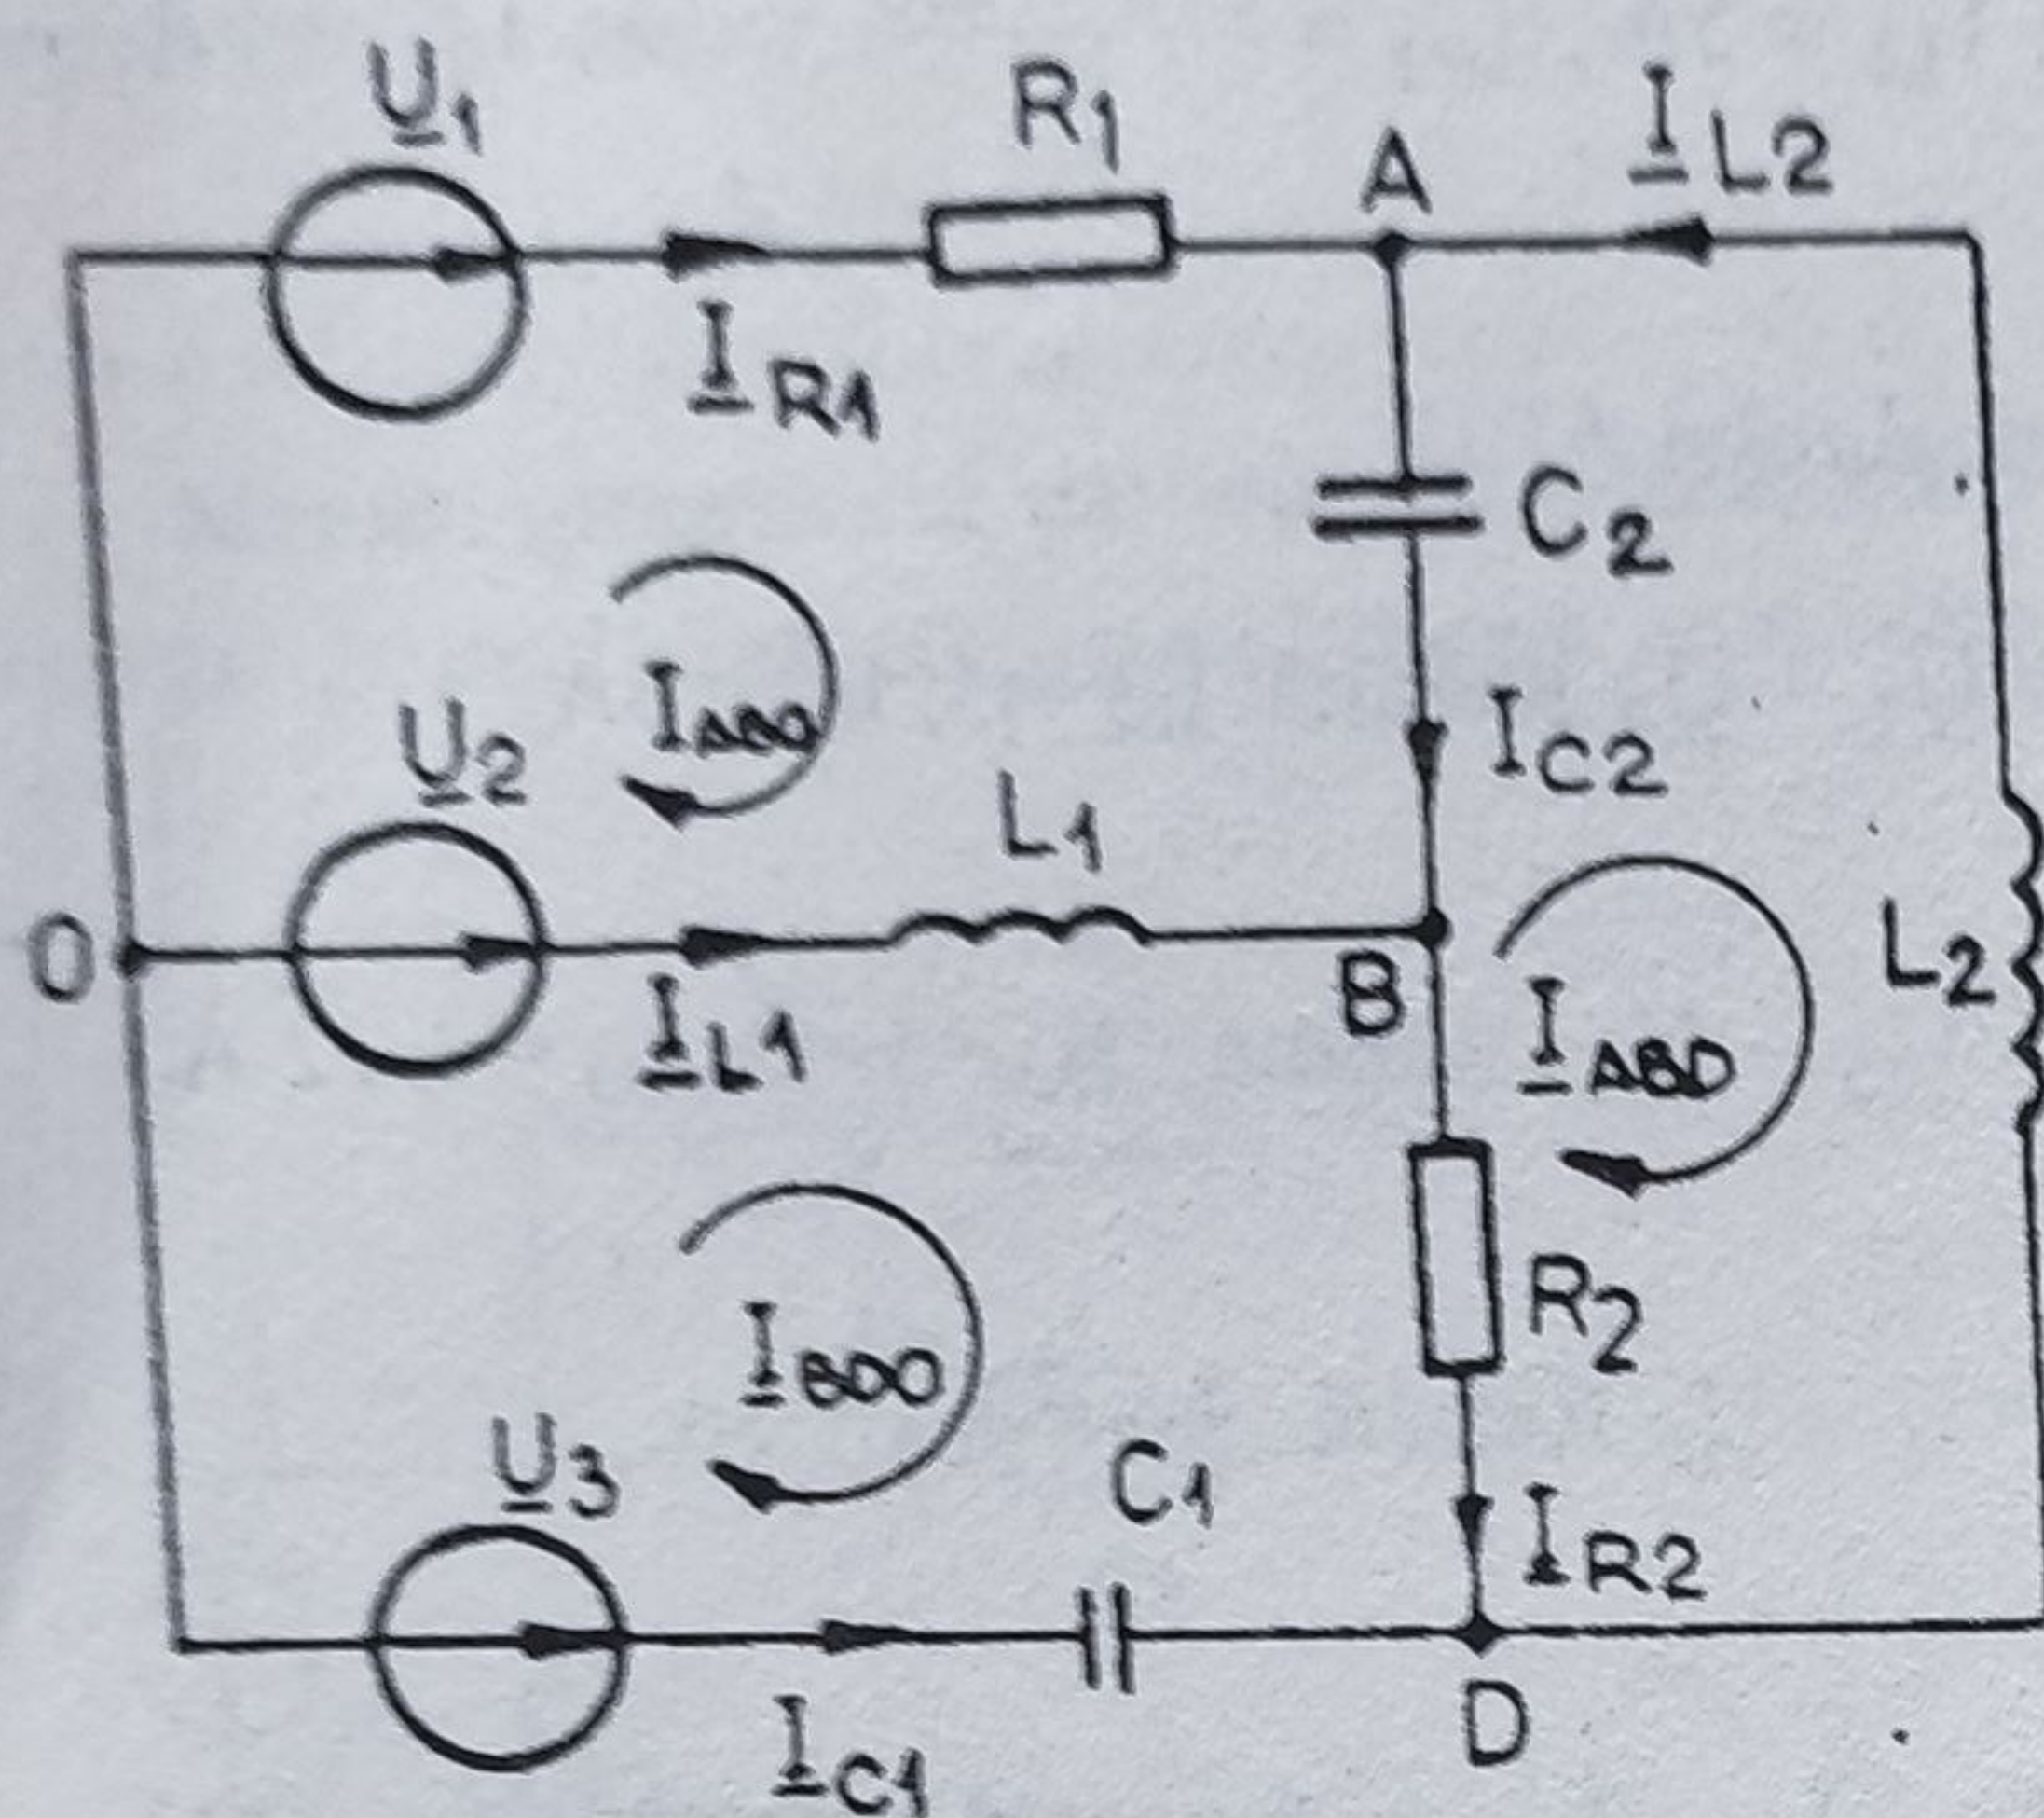 U1
R1
A
IL2
IR1
C2
IABO
IC2
U2
L1
O
B
L2
IL1
IABD
R2
IBDO
U3
C1
IR2
D
IC1